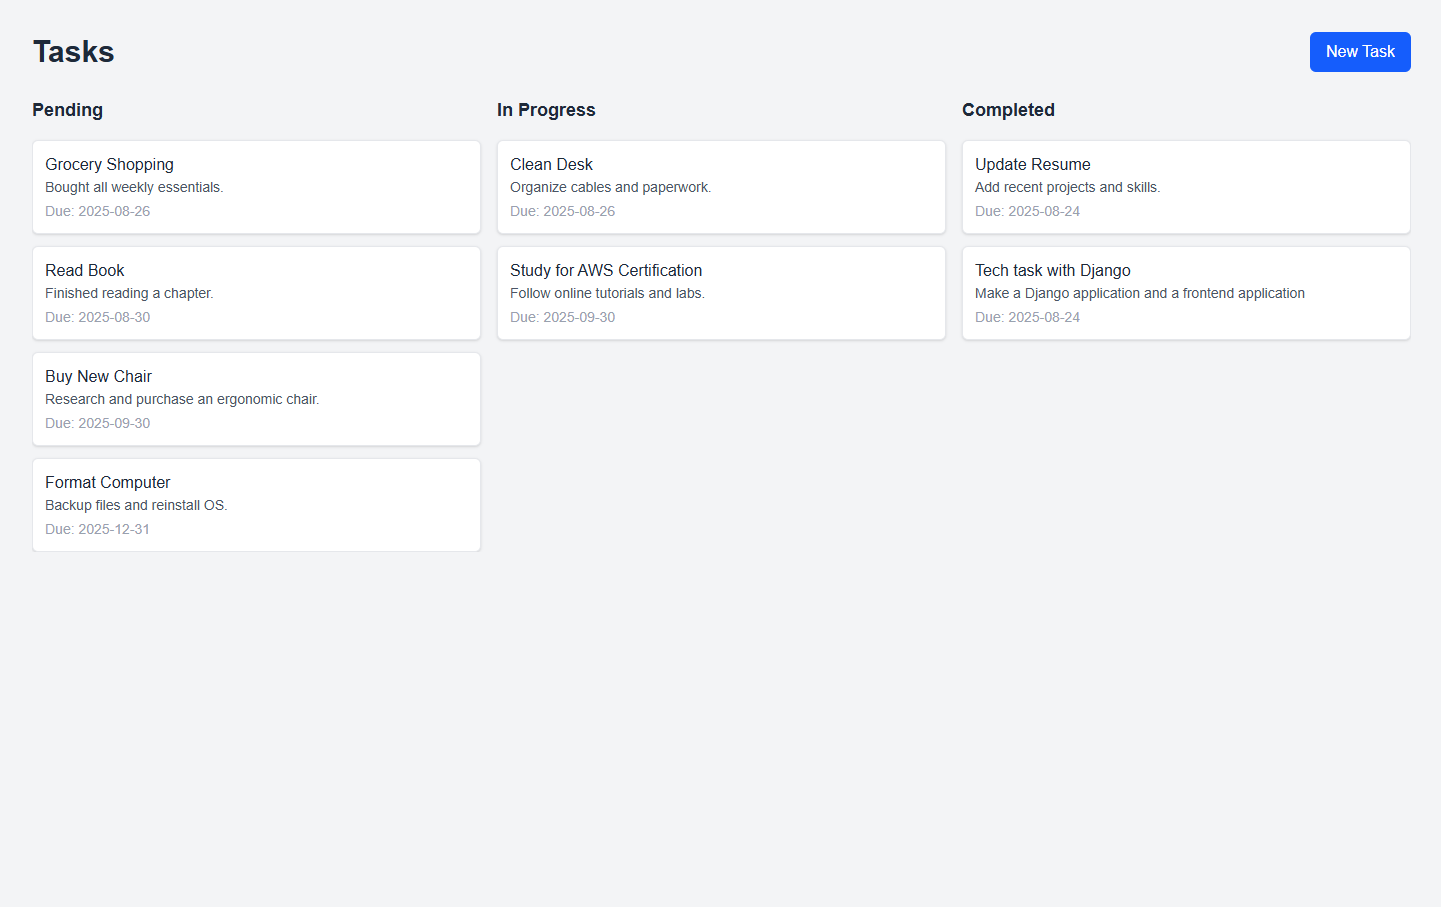 Tasks
New Task
Pending
Grocery Shopping
Bought all weekly essentials.
Due: 2025-08-26
Read Book
Finished reading a chapter.
Due: 2025-08-30
Buy New Chair
Research and purchase an ergonomic chair.
Due: 2025-09-30
Format Computer
Backup files and reinstall OS.
Due: 2025-12-31
In Progress
Clean Desk
Organize cables and paperwork.
Due: 2025-08-26
Study for AWS Certification
Follow online tutorials and labs.
Due: 2025-09-30
Completed
Update Resume
Add recent projects and skills.
Due: 2025-08-24
Tech task with Django
Make a Django application and a frontend application
Due: 2025-08-24